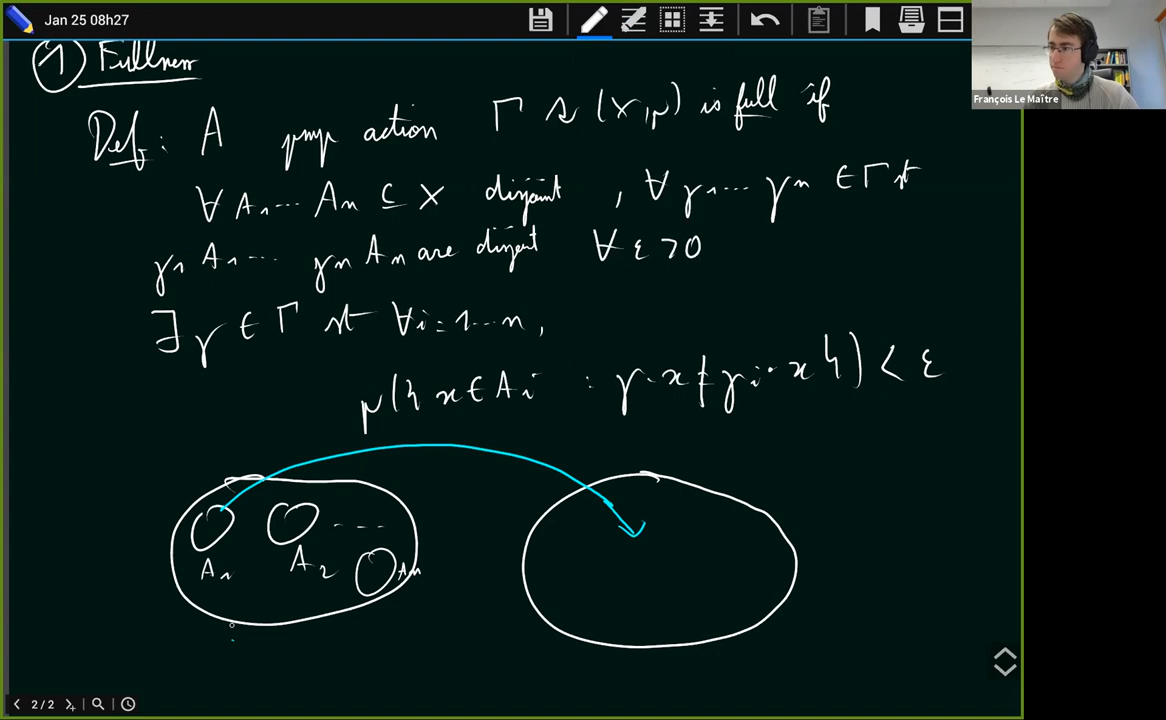 Jan 25 08h27
François Le Maître
① Fullness
Def: A pmp action Γ ↷ (X,μ) is full if
∀ A₁... Aₙ ⊆ X disjoint, ∀ γ₁... γₙ ∈ Γ st
γ₁A₁... γₙAₙ are disjoint ∀ ε >0
∃ γ ∈ Γ st ∀i=1...n,
μ({x ∈ Aᵢ : γ·x ≠ γᵢ·x}) < ε
A₁ A₂ ... Aₙ
2/2